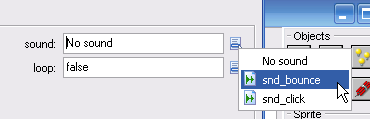 sound: No sound
loop: false
No sound
snd_bounce
snd_click
Objects
Sprite